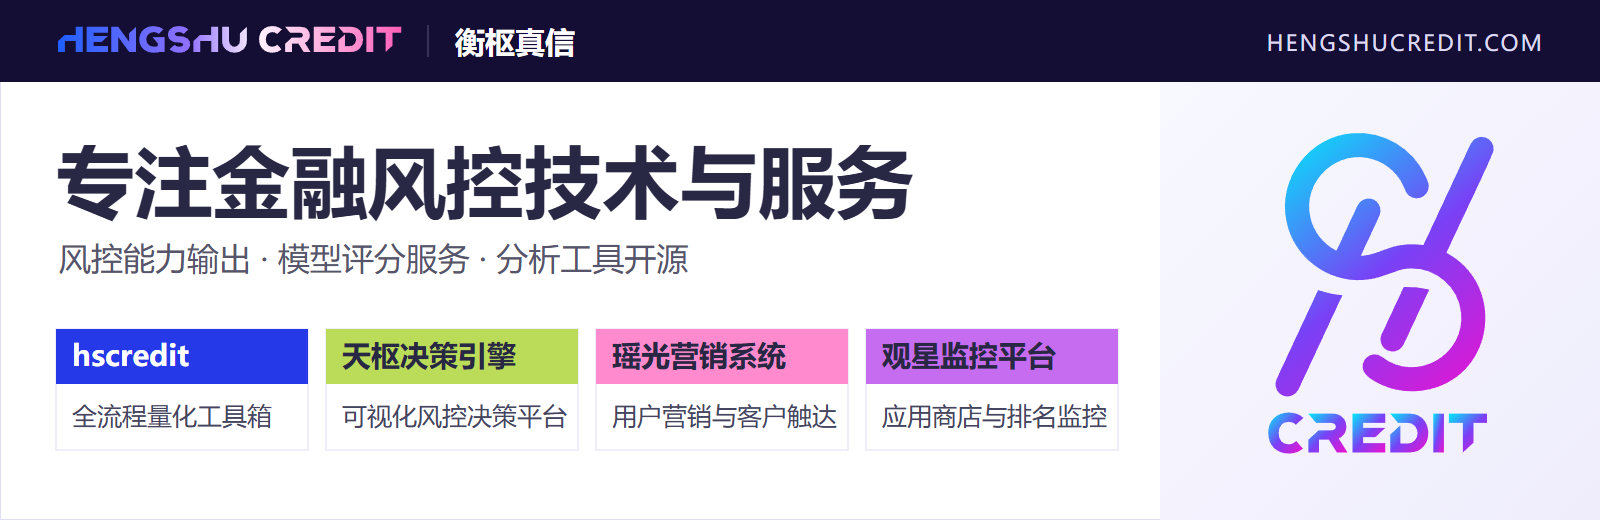 HENGSHU CREDIT 衡枢真信
HENGSHUCREDIT.COM
专注金融风控技术与服务
风控能力输出 · 模型评分服务 · 分析工具开源
hscredit
全流程量化工具箱
天枢决策引擎
可视化风控决策平台
瑶光营销系统
用户营销与客户触达
观星监控平台
应用商店与排名监控
CREDIT